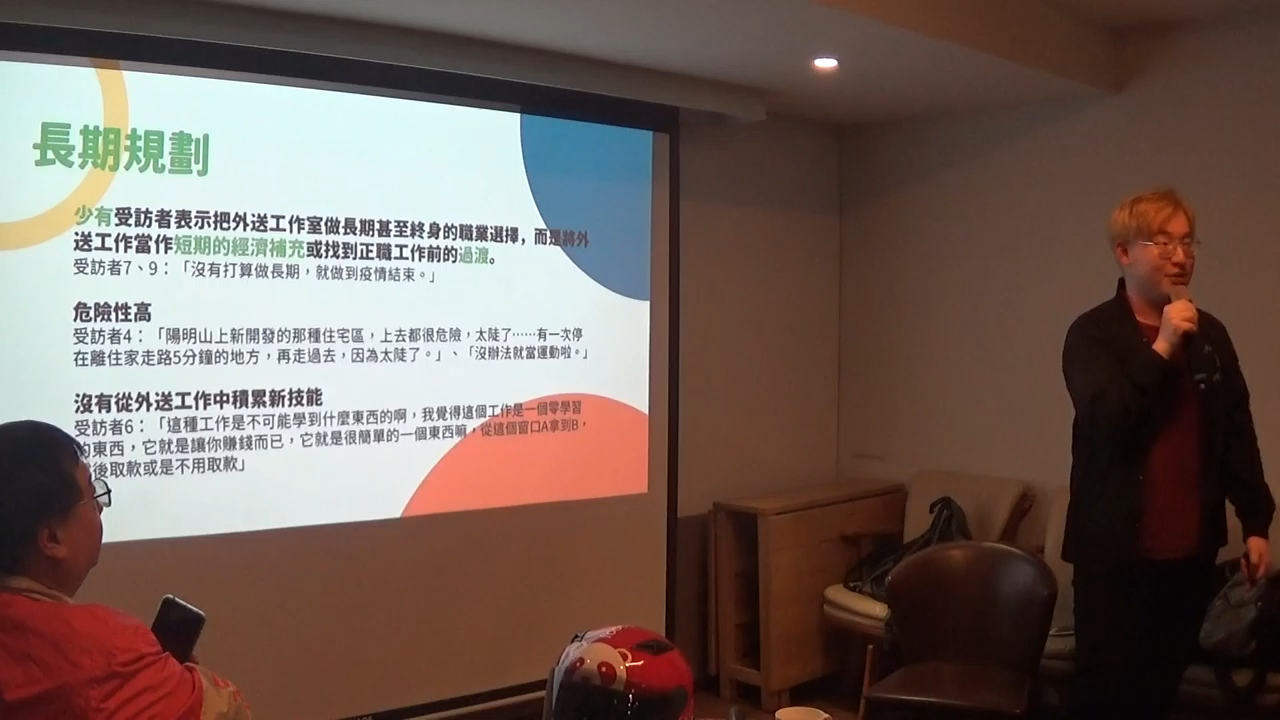 長期規劃
少有受訪者表示把外送工作室做長期甚至終身的職業選擇，而是將外
送工作當作短期的經濟補充或找到正職工作前的過渡。
受訪者7、9：「沒有打算做長期，就做到疫情結束。」
危險性高
受訪者4：「陽明山上新開發的那種住宅區，上去都很危險，太陡了⋯⋯有一次停
在離住家走路5分鐘的地方，再走過去，因為太陡了。」、「沒辦法就當運動啦。」
沒有從外送工作中積累新技能
受訪者6：「這種工作是不可能學到什麼東西的啊，我覺得這個工作是一個零學習
的東西，它就是讓你賺錢而已，它就是很簡單的一個東西嘛，從這個窗口A拿到B，
後取款或是不用取款」